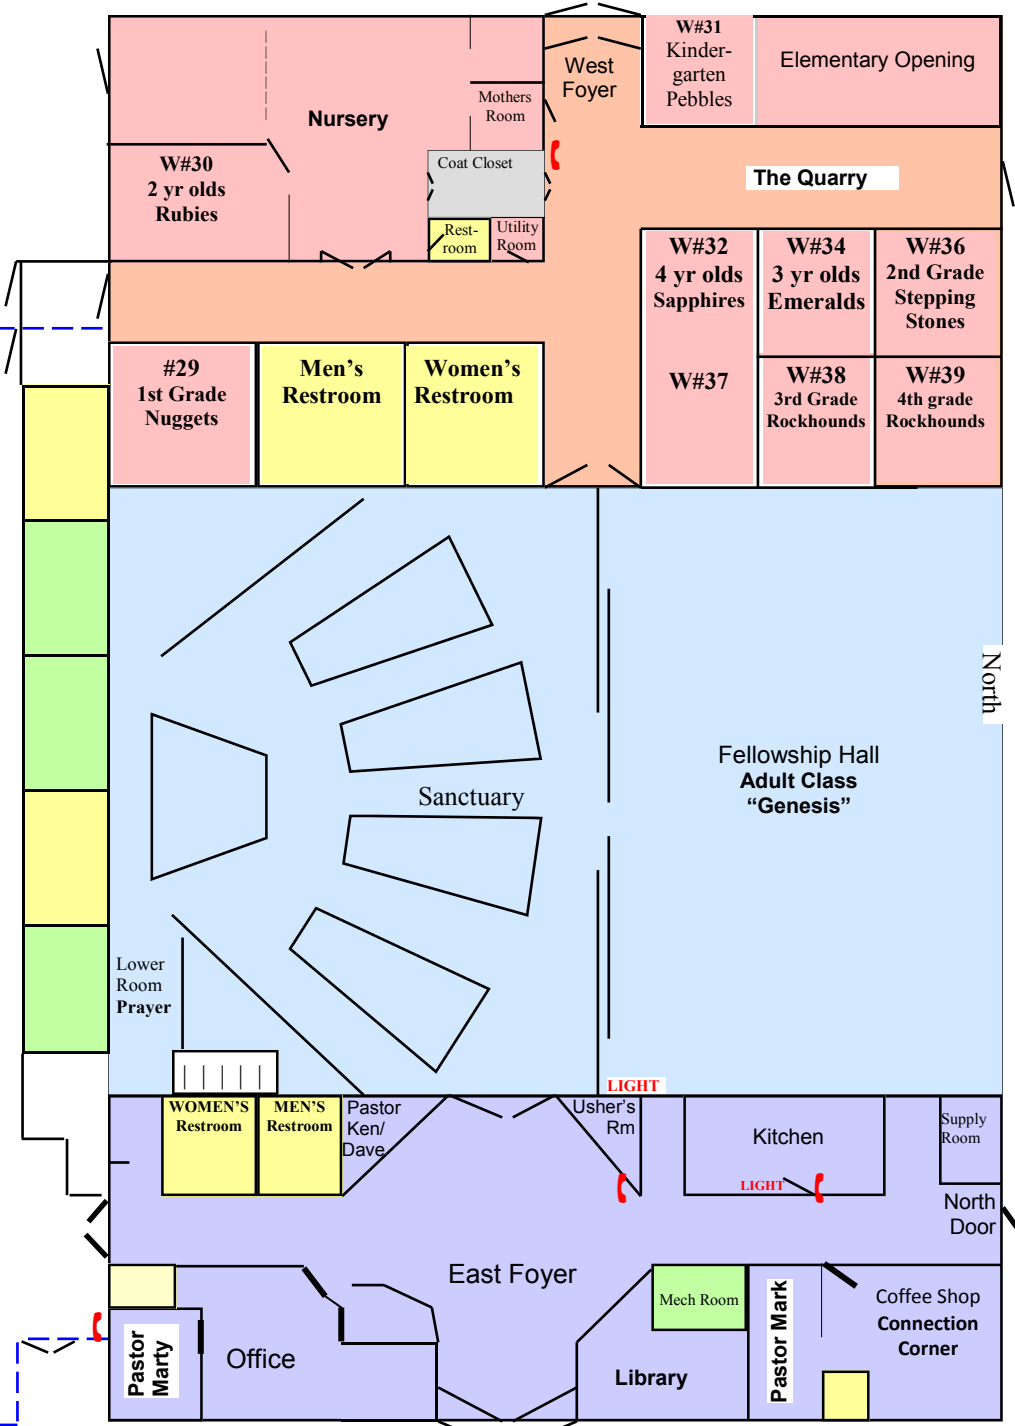 W#31
Kinder-
garten
Pebbles
Elementary Opening
West
Foyer
Mothers
Room
Nursery
Coat Closet
W#30
2 yr olds
Rubies
The Quarry
Rest-
room
Utility
Room
W#32
4 yr olds
Sapphires
W#34
3 yr olds
Emeralds
W#36
2nd Grade
Stepping
Stones
#29
1st Grade
Nuggets
Men’s
Restroom
Women’s
Restroom
W#37
W#38
3rd Grade
Rockhounds
W#39
4th grade
Rockhounds
North
Fellowship Hall
Adult Class
“Genesis”
Sanctuary
Lower
Room
Prayer
LIGHT
WOMEN’S
Restroom
MEN’S
Restroom
Pastor
Ken/
Dave
Usher’s
Rm
Kitchen
LIGHT
Supply
Room
North
Door
East Foyer
Mech Room
Pastor Mark
Coffee Shop
Connection
Corner
Pastor
Marty
Office
Library